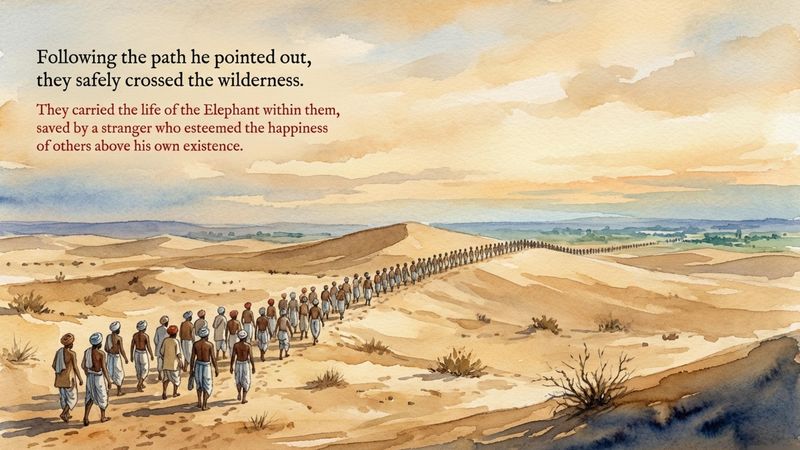 Following the path he pointed out,
they safely crossed the wilderness.
They carried the life of the Elephant within them,
saved by a stranger who esteemed the happiness
of others above his own existence.